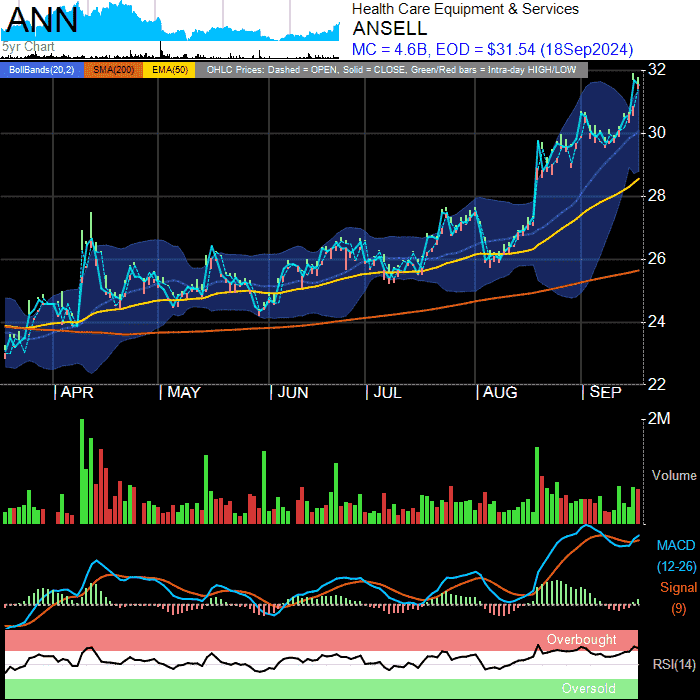 ANN
5yr Chart
Health Care Equipment & Services
ANSELL
MC = 4.6B, EOD = $31.54 (18Sep2024)
BollBands(20,2) SMA(200) EMA(50) OHLC Prices: Dashed = OPEN, Solid = CLOSE, Green/Red bars = Intra-day HIGH/LOW
32
30
28
26
24
22
APR MAY JUN JUL AUG SEP
2M
Volume
MACD
(12-26)
Signal
(9)
Overbought
RSI(14)
Oversold